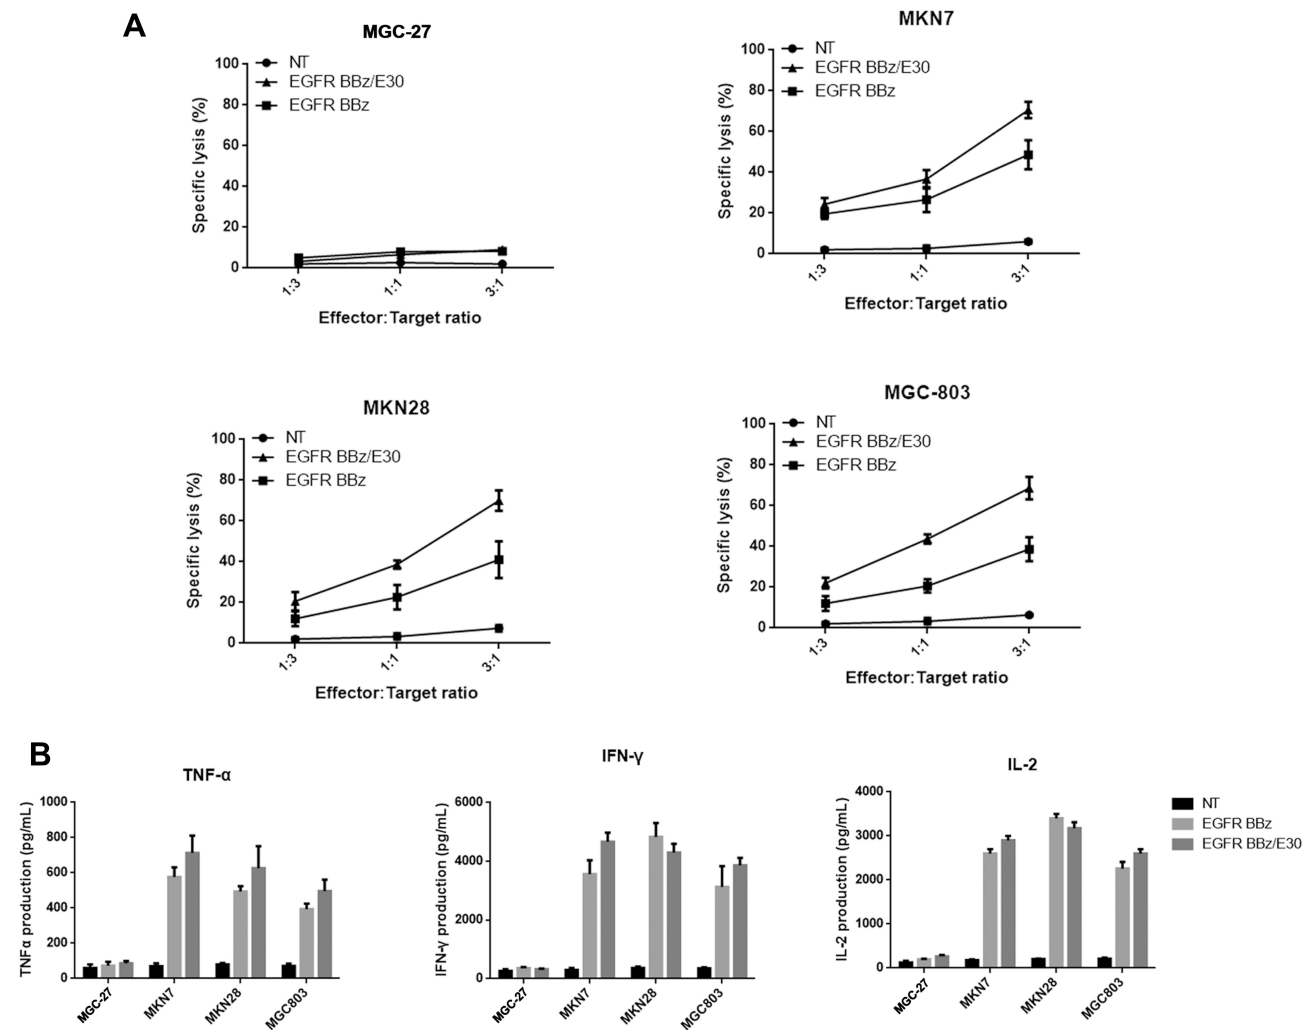 A
MGC-27
NT
EGFR BBz/E30
EGFR BBz
100
80
60
40
20
0
Specific lysis (%)
1:3
1:1
3:1
Effector:Target ratio
MKN7
NT
EGFR BBz/E30
EGFR BBz
100
80
60
40
20
0
Specific lysis (%)
1:3
1:1
3:1
Effector:Target ratio
MKN28
NT
EGFR BBz/E30
EGFR BBz
100
80
60
40
20
0
Specific lysis (%)
1:3
1:1
3:1
Effector:Target ratio
MGC-803
NT
EGFR BBz/E30
EGFR BBz
100
80
60
40
20
0
Specific lysis (%)
1:3
1:1
3:1
Effector:Target ratio
B
TNF-α
1000
800
600
400
200
0
TNFα production (pg/mL)
MGC-27
MKN7
MKN28
MGC803
IFN-γ
6000
4000
2000
0
IFN-γ production (pg/mL)
MGC-27
MKN7
MKN28
MGC803
IL-2
4000
3000
2000
1000
0
IL-2 production (pg/mL)
MGC-27
MKN7
MKN28
MGC803
NT
EGFR BBz
EGFR BBz/E30